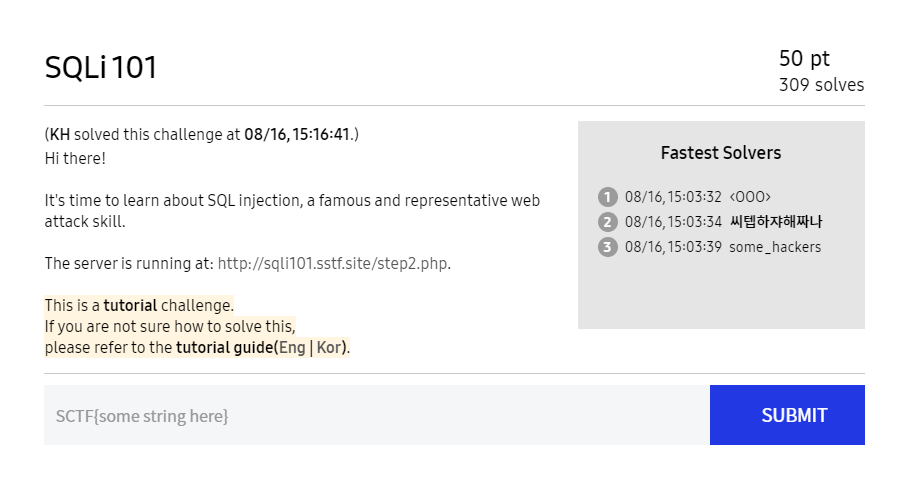 SQLi 101
50 pt
309 solves
(KH solved this challenge at 08/16, 15:16:41.)
Hi there!
It's time to learn about SQL injection, a famous and representative web
attack skill.
The server is running at: http://sqli101.sstf.site/step2.php.
This is a tutorial challenge.
If you are not sure how to solve this,
please refer to the tutorial guide(Eng | Kor).
Fastest Solvers
1 08/16, 15:03:32 <OOO>
2 08/16, 15:03:34 씨텝하쟈해짜나
3 08/16, 15:03:39 some_hackers
SCTF{some string here}
SUBMIT